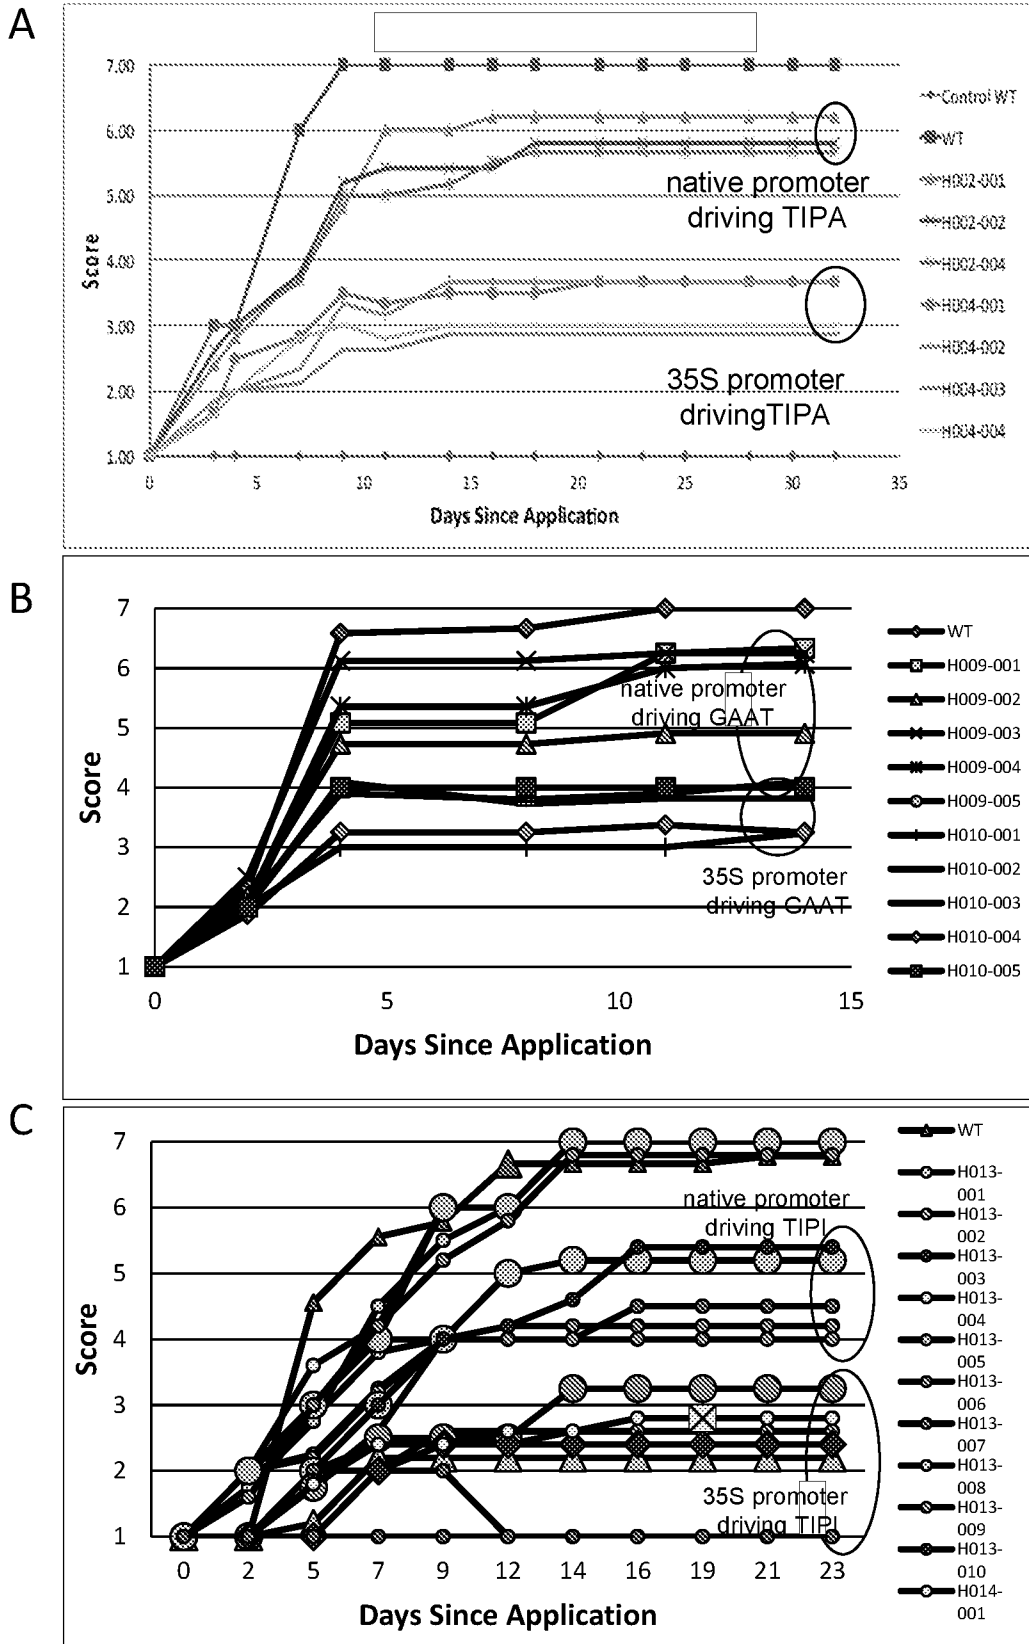 A
7.00
6.00
5.00
4.00
3.00
2.00
1.00
Score
0 5 10 15 20 25 30 35
Days Since Application
native promoter
driving TIPA
35S promoter
drivingTIPA
Control WT
WT
H002-001
H002-002
H002-004
H004-001
H004-002
H004-003
H004-004
B
7
6
5
4
3
2
1
Score
0 5 10 15
Days Since Application
native promoter
driving GAAT
35S promoter
driving GAAT
WT
H009-001
H009-002
H009-003
H009-004
H009-005
H010-001
H010-002
H010-003
H010-004
H010-005
C
7
6
5
4
3
2
1
Score
0 2 5 7 9 12 14 16 19 21 23
Days Since Application
native promoter
driving TIPI
35S promoter
driving TIPI
WT
H013-
001
H013-
002
H013-
003
H013-
004
H013-
005
H013-
006
H013-
007
H013-
008
H013-
009
H013-
010
H014-
001